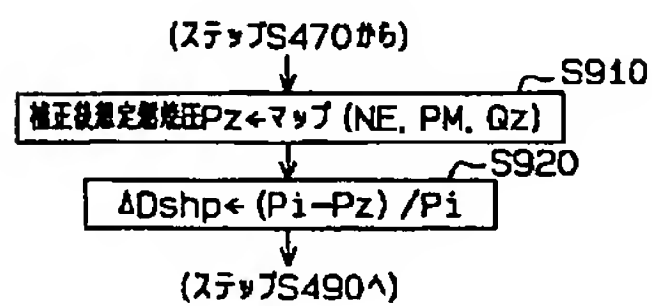 (ステップS470から)
S910
補正後想定燃焼圧Pz←マップ(NE, PM, Qz)
S920
ΔDshp←(Pi-Pz)/Pi
(ステップS490へ)